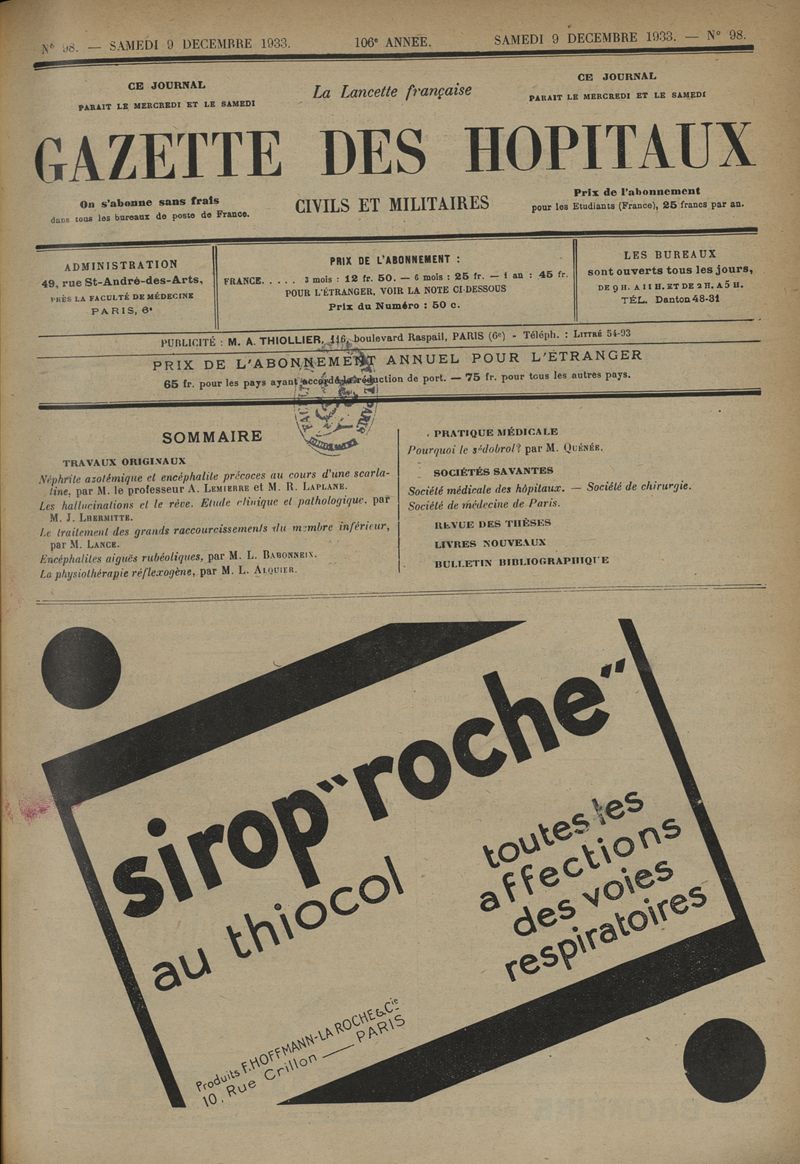 Nº 98. — SAMEDI 9 DECEMBRE 1933.
106e ANNEE.
SAMEDI 9 DECEMBRE 1933. — N° 98.
CE JOURNAL
PARAIT LE MERCREDI ET LE SAMEDI
La Lancette française
CE JOURNAL
PARAIT LE MERCREDI ET LE SAMEDI
GAZETTE DES HOPITAUX
On s'abonne sans frais
dans tous les bureaux de poste de France.
CIVILS ET MILITAIRES
Prix de l'abonnement
pour les Etudiants (France), 25 francs par an.
ADMINISTRATION
49, rue St-André-des-Arts,
PRÈS LA FACULTÉ DE MÉDECINE
PARIS, 6e
PRIX DE L'ABONNEMENT :
FRANCE. . . . . 3 mois : 12 fr. 50. — 6 mois : 25 fr. — 1 an : 45 fr.
POUR L'ÉTRANGER, VOIR LA NOTE CI-DESSOUS
Prix du Numéro : 50 c.
LES BUREAUX
sont ouverts tous les jours,
DE 9 H. A 11 H. ET DE 2 H. A 5 H.
TÉL. Danton 48-31
PUBLICITÉ : M. A. THIOLLIER, 116, boulevard Raspail, PARIS (6e) - Téléph. : LITTRÉ 54-93
PRIX DE L'ABONNEMENT ANNUEL POUR L'ÉTRANGER
65 fr. pour les pays ayant accordé la réduction de port. — 75 fr. pour tous les autres pays.
SOMMAIRE
TRAVAUX ORIGINAUX
Néphrite azotémique et encéphalite précoces au cours d'une scarla-
tine, par M. le professeur A. LEMIERRE et M. R. LAPLANE.
Les hallucinations et le rêve. Etude clinique et pathologique, par
M. J. LHERMITTE.
Le traitement des grands raccourcissements du membre inférieur,
par M. LANCE.
Encéphalites aiguës rubéoliques, par M. L. BABONNEIX.
La physiothérapie réflexogène, par M. L. ALQUIER.
PRATIQUE MÉDICALE
Pourquoi le sédobrol? par M. QUÉNÉE.
SOCIÉTÉS SAVANTES
Société médicale des hôpitaux. — Société de chirurgie.
Société de médecine de Paris.
REVUE DES THÈSES
LIVRES NOUVEAUX
BULLETIN BIBLIOGRAPHIQUE
sirop "roche"
au thiocol
toutes les
affections
des voies
respiratoires
Produits F. HOFFMANN-LA ROCHE & Cie
10, Rue Crillon — PARIS